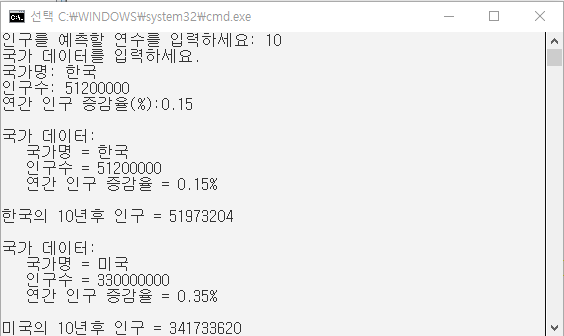 선택 C:₩WINDOWS₩system32₩cmd.exe
인구를 예측할 연수를 입력하세요: 10
국가 데이터를 입력하세요.
국가명: 한국
인구수: 51200000
연간 인구 증감율(%):0.15
국가 데이터:
국가명 = 한국
인구수 = 51200000
연간 인구 증감율 = 0.15%
한국의 10년후 인구 = 51973204
국가 데이터:
국가명 = 미국
인구수 = 330000000
연간 인구 증감율 = 0.35%
미국의 10년후 인구 = 341733620